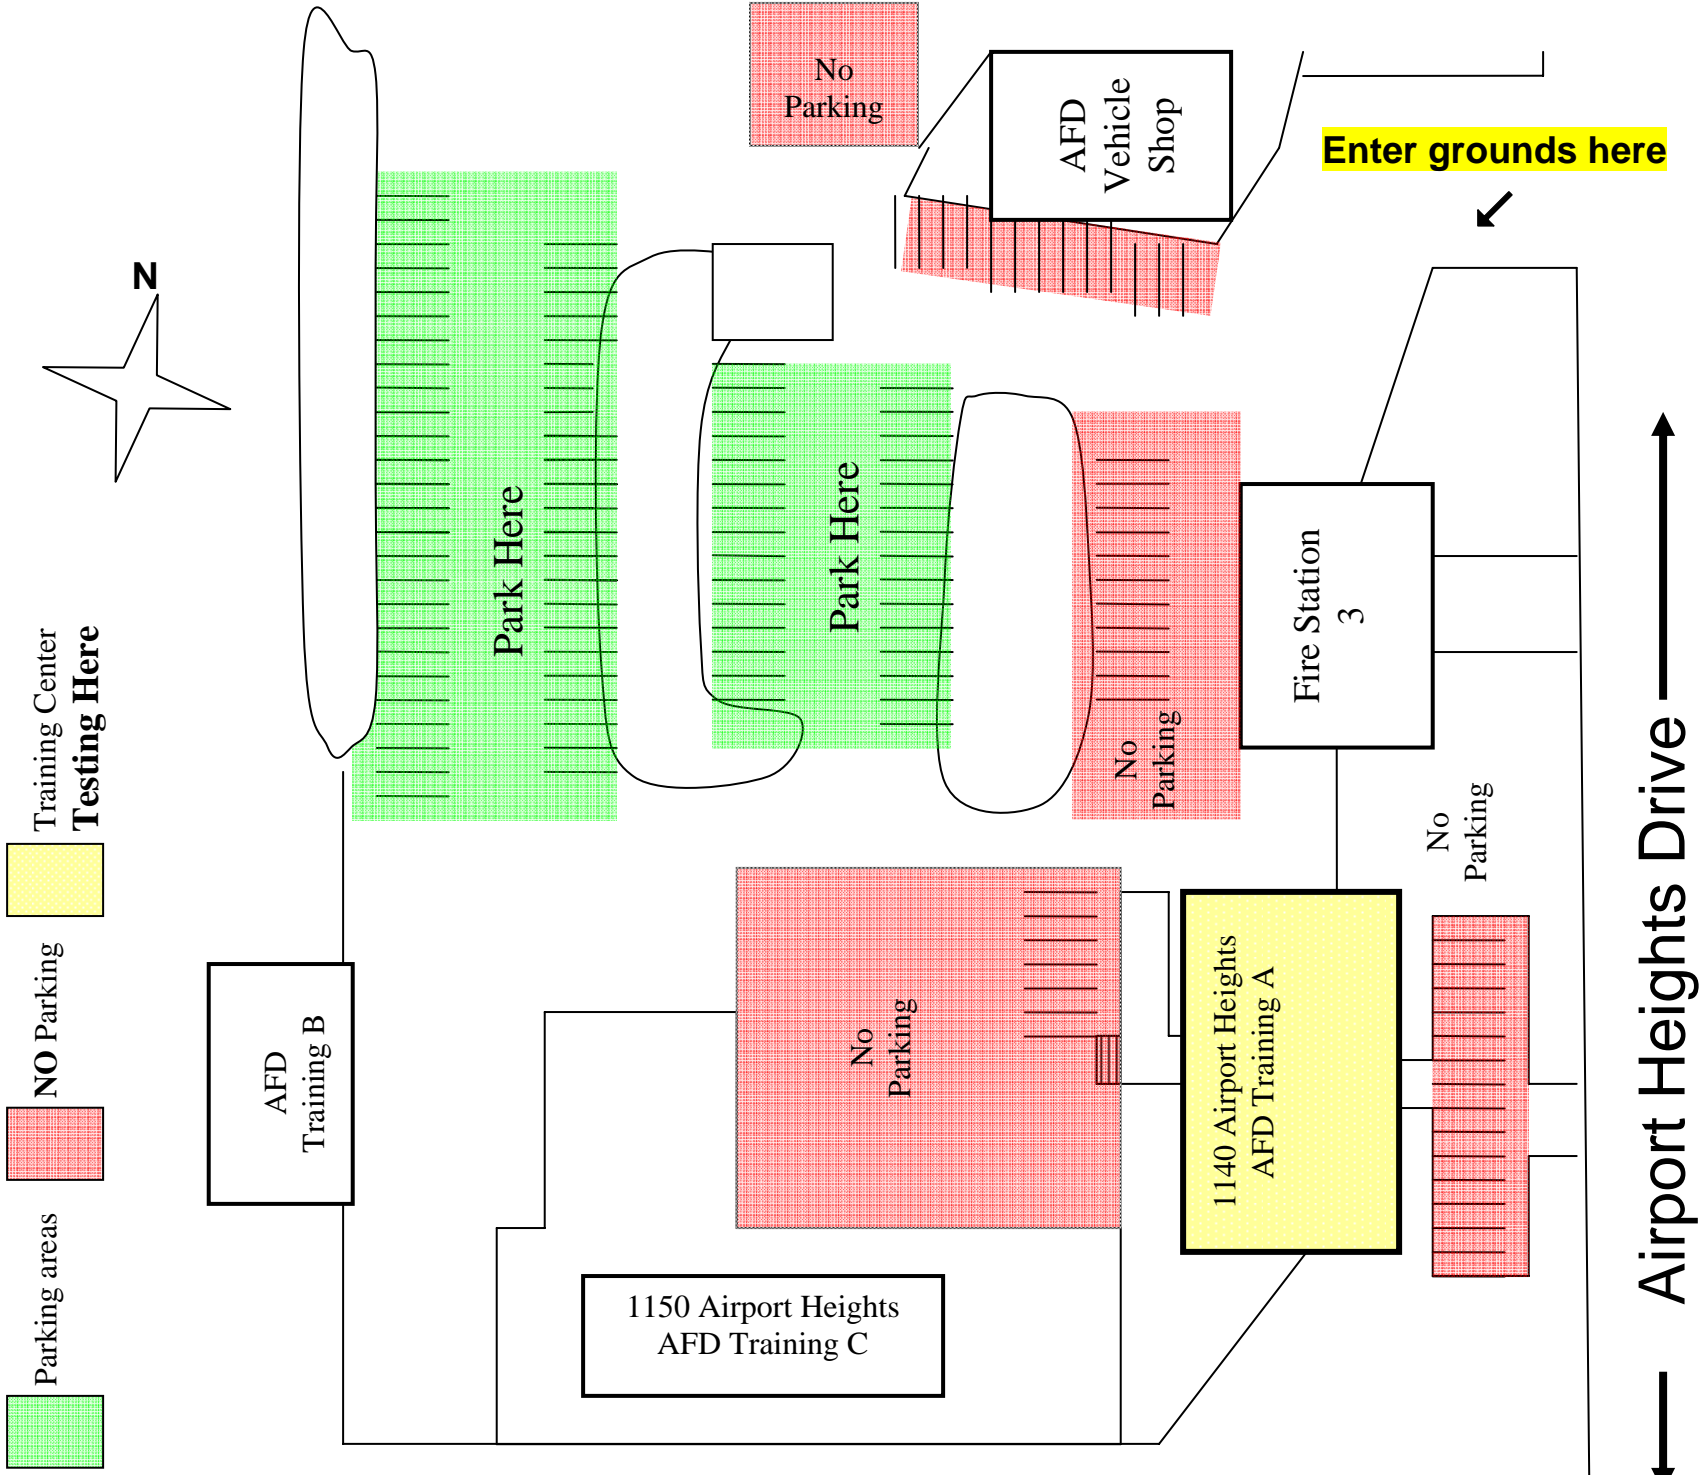 No
Parking
AFD
Vehicle
Shop
Enter grounds here
N
Park Here
Park Here
Fire Station
3
No
Parking
No
Parking
Training Center
Testing Here
NO Parking
Parking areas
AFD
Training B
No
Parking
1140 Airport Heights
AFD Training A
1150 Airport Heights
AFD Training C
Airport Heights Drive